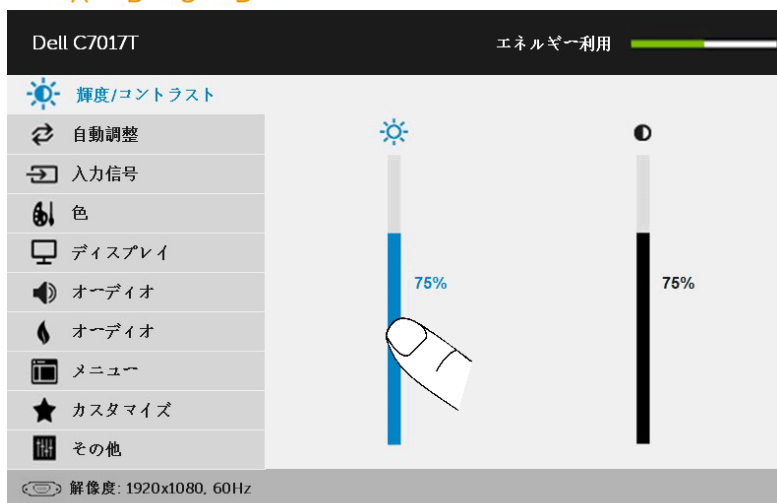 Dell C7017T
エネルギー利用
輝度/コントラスト
自動調整
入力信号
色
ディスプレイ
オーディオ
オーディオ
メニュー
カスタマイズ
その他
75%
75%
解像度: 1920x1080, 60Hz